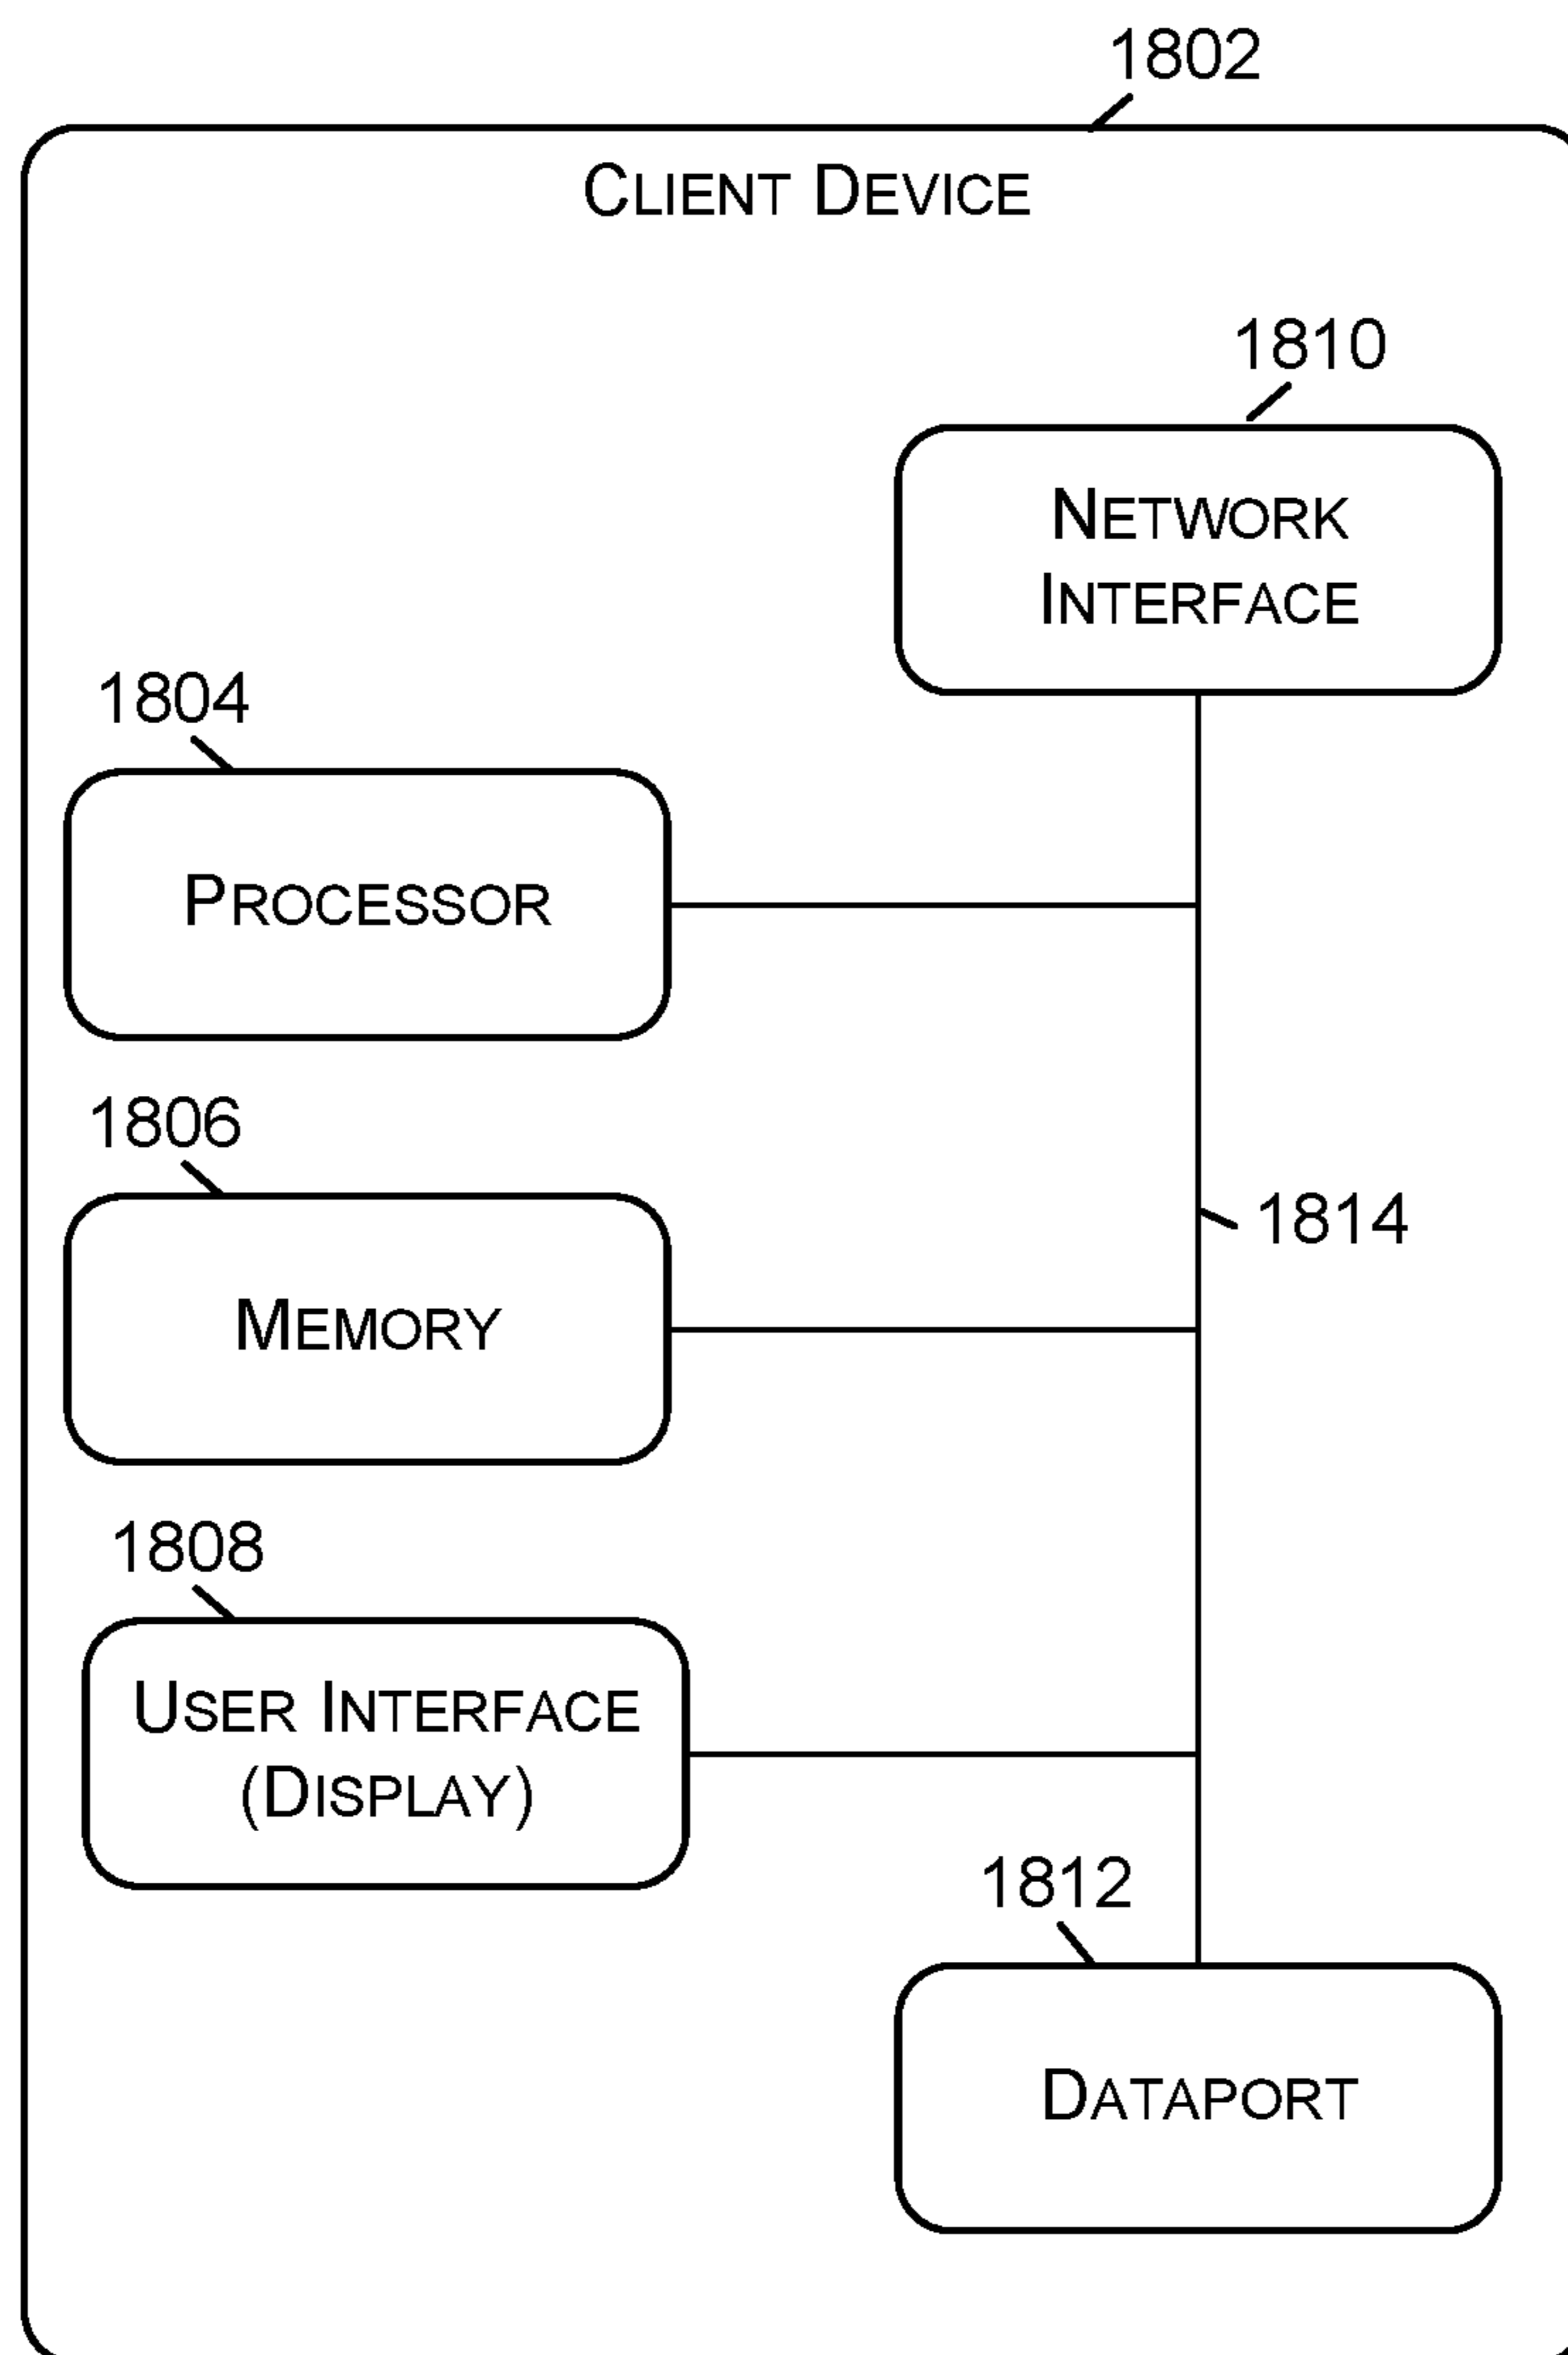 1802
CLIENT DEVICE
1810
NETWORK
INTERFACE
1804
PROCESSOR
1806
1814
MEMORY
1808
USER INTERFACE
(DISPLAY)
1812
DATAPORT